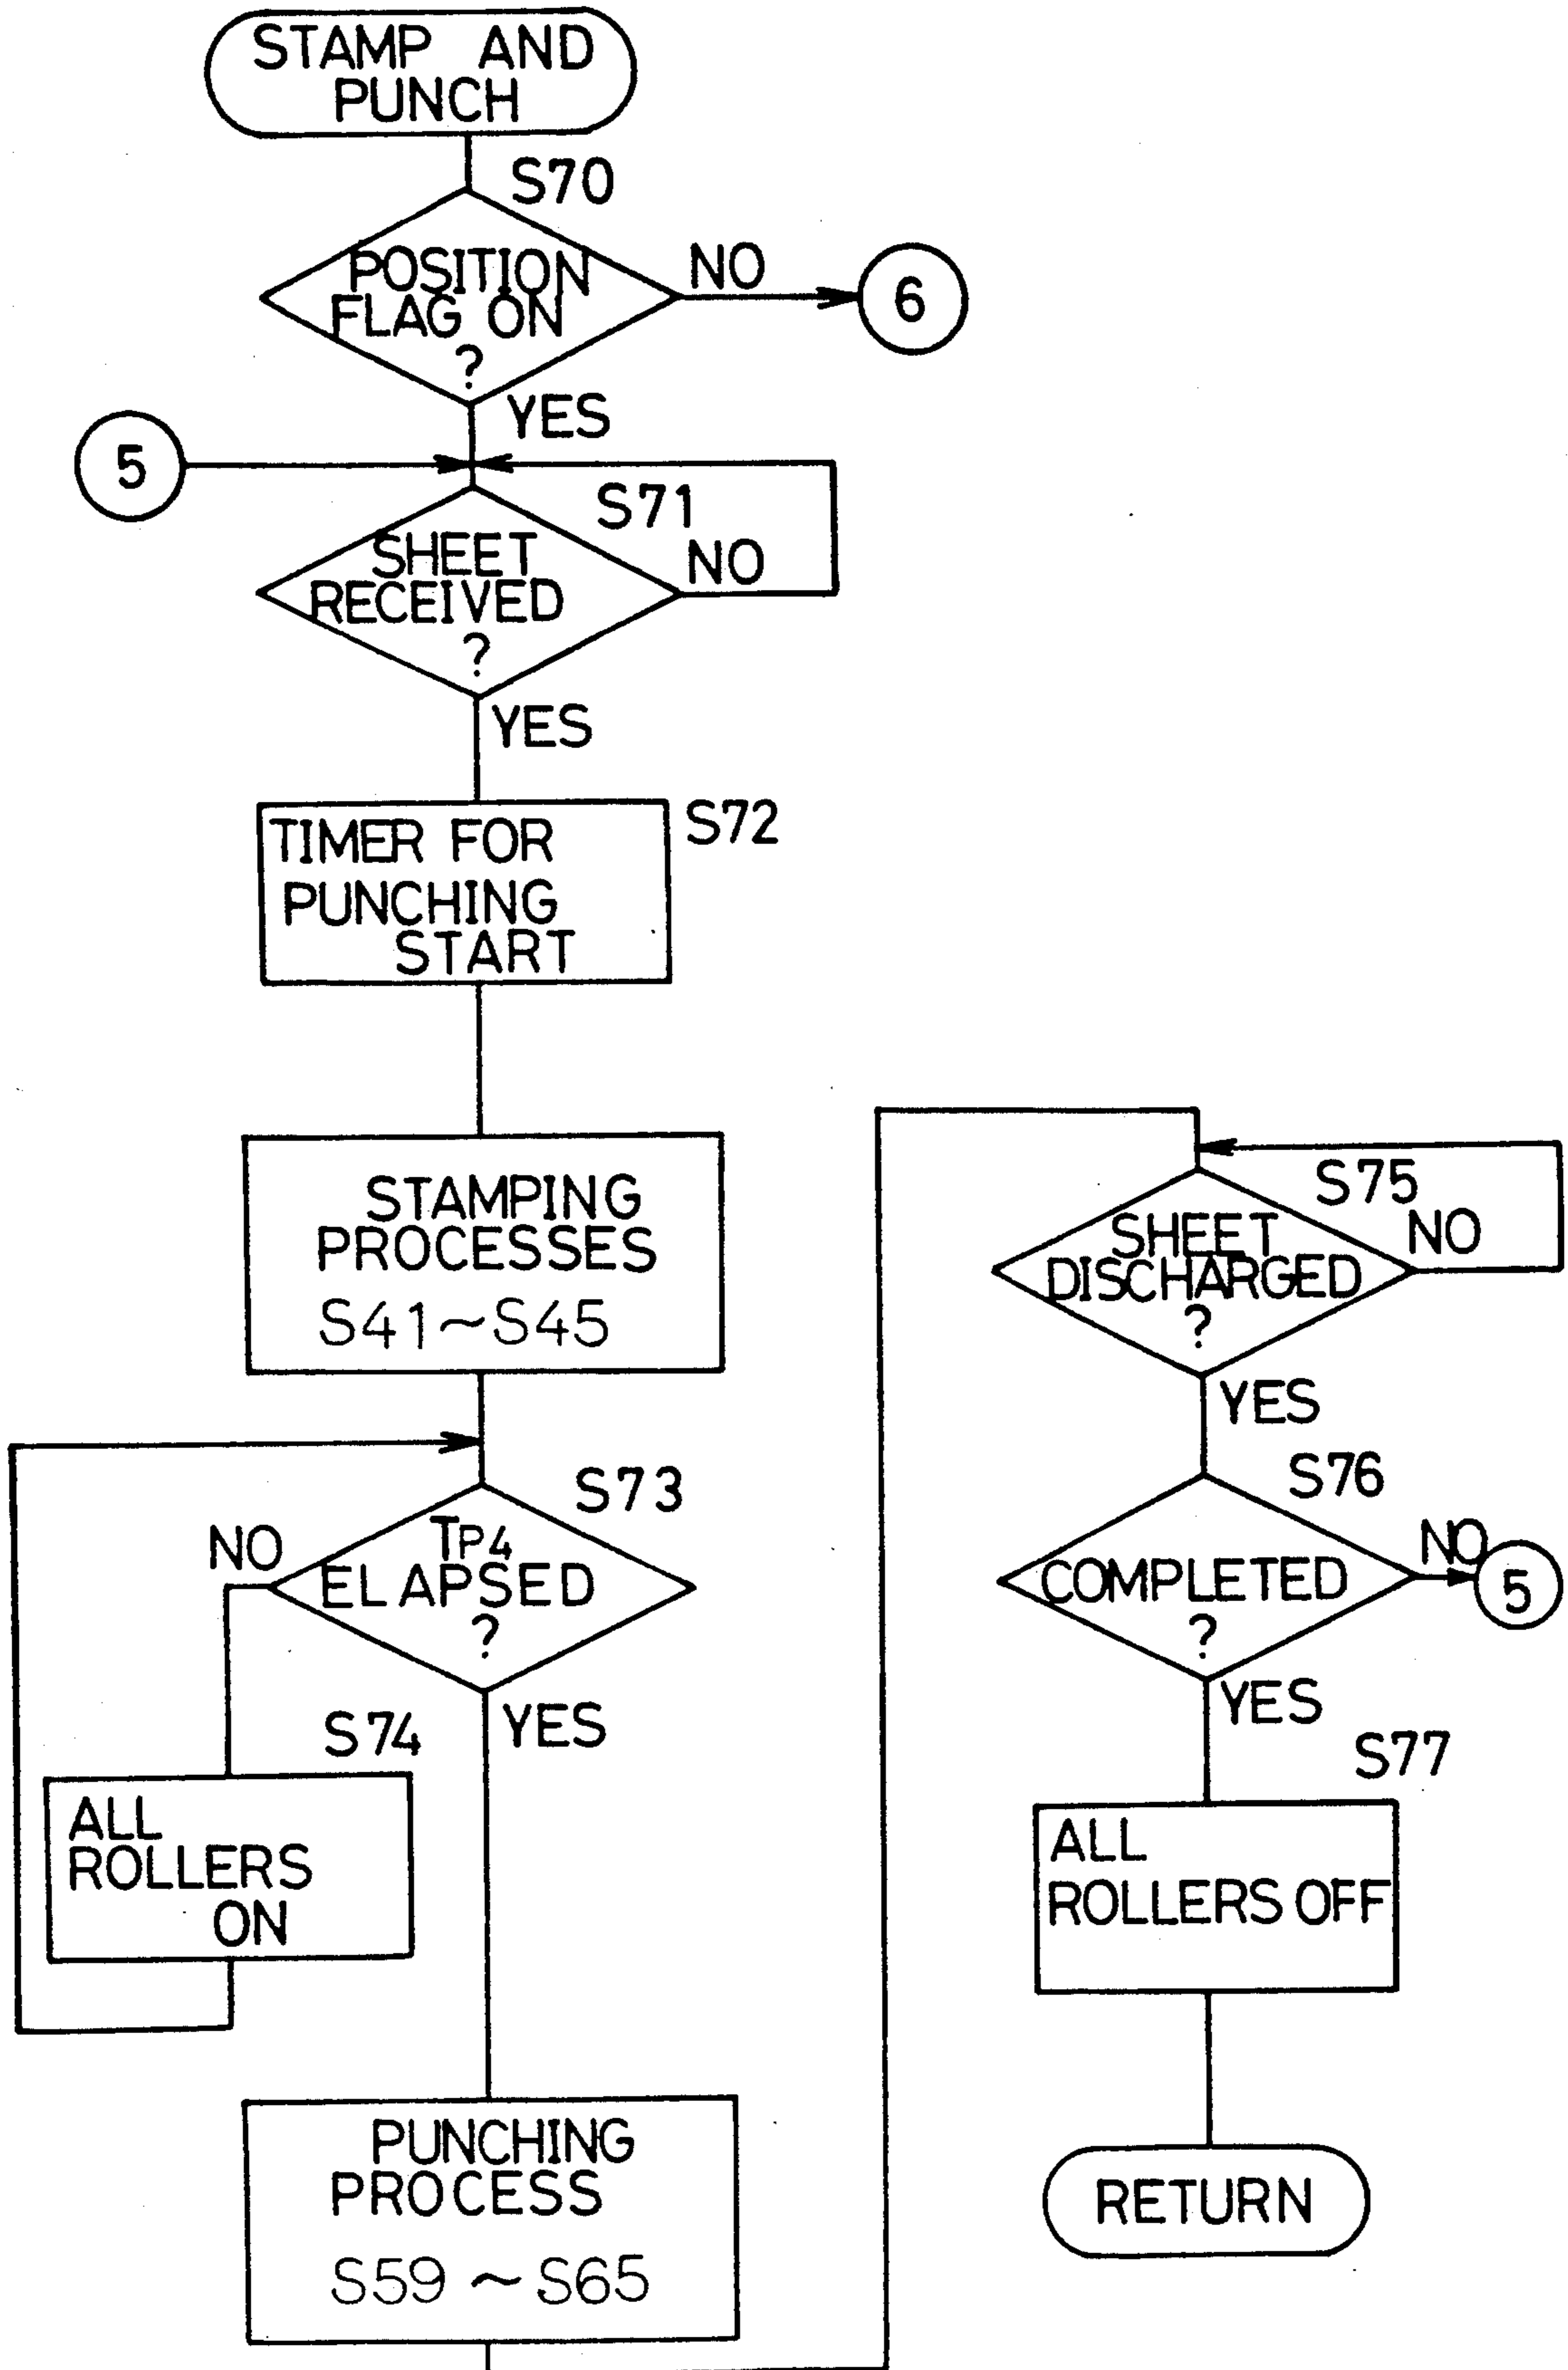 STAMP AND
PUNCH
S70
POSITION
FLAG ON
?
NO
6
YES
5
S71
SHEET
RECEIVED
?
NO
YES
S72
TIMER FOR
PUNCHING
START
STAMPING
PROCESSES
S41~S45
S73
TP4
ELAPSED
?
NO
YES
S74
ALL
ROLLERS
ON
PUNCHING
PROCESS
S59~S65
S75
SHEET
DISCHARGED
?
NO
YES
S76
COMPLETED
?
NO
5
YES
S77
ALL
ROLLERS OFF
RETURN